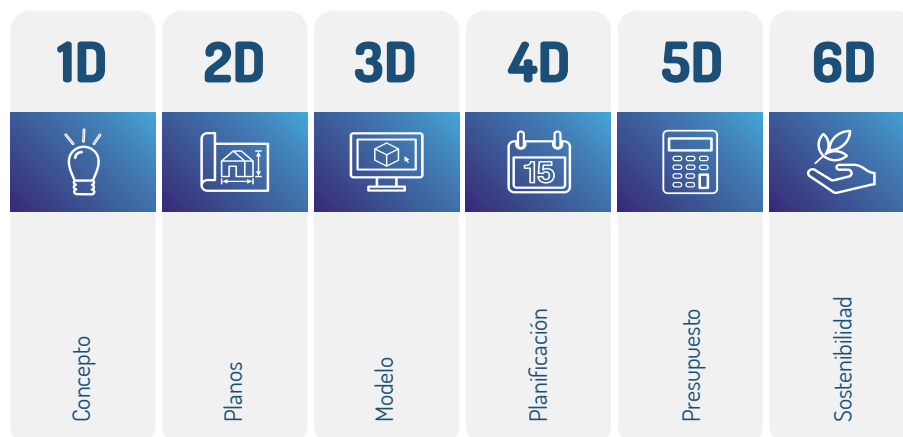 1D
2D
3D
4D
5D
6D
15
Concepto
Planos
Modelo
Planificación
Presupuesto
Sostenibilidad